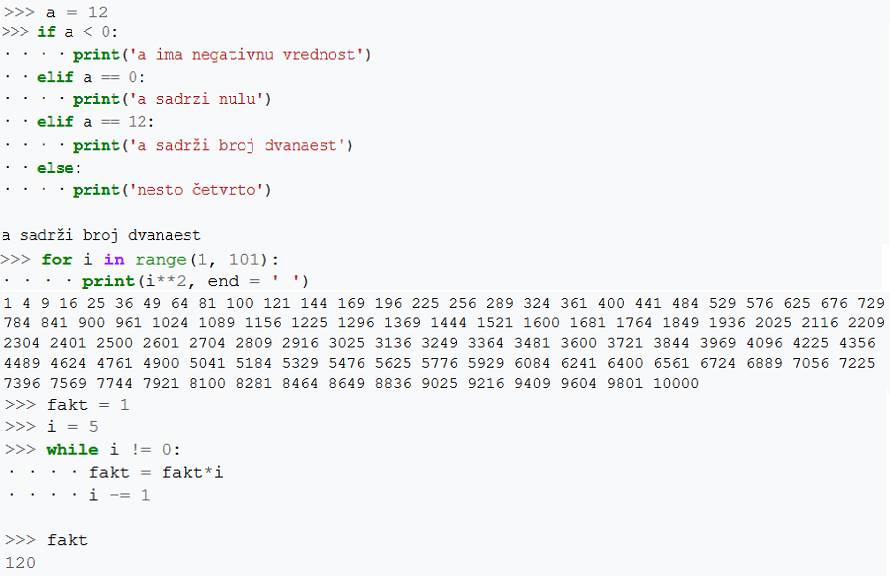 >>> a = 12
>>> if a < 0:
· · · · print('a ima negativnu vrednost')
· · elif a == 0:
· · · · print('a sadrzi nulu')
· · elif a == 12:
· · · · print('a sadrži broj dvanaest')
· · else:
· · · · print('nesto četvrto')
a sadrži broj dvanaest
>>> for i in range(1, 101):
· · · · print(i**2, end = ' ')
1 4 9 16 25 36 49 64 81 100 121 144 169 196 225 256 289 324 361 400 441 484 529 576 625 676 729
784 841 900 961 1024 1089 1156 1225 1296 1369 1444 1521 1600 1681 1764 1849 1936 2025 2116 2209
2304 2401 2500 2601 2704 2809 2916 3025 3136 3249 3364 3481 3600 3721 3844 3969 4096 4225 4356
4489 4624 4761 4900 5041 5184 5329 5476 5625 5776 5929 6084 6241 6400 6561 6724 6889 7056 7225
7396 7569 7744 7921 8100 8281 8464 8649 8836 9025 9216 9409 9604 9801 10000
>>> fakt = 1
>>> i = 5
>>> while i != 0:
· · · · fakt = fakt*i
· · · · i -= 1
>>> fakt
120